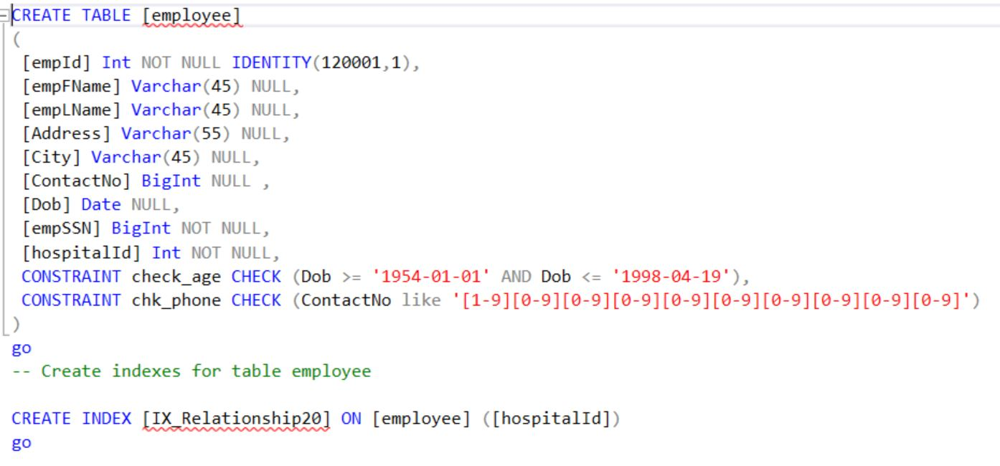 CREATE TABLE [employee]
(
[empId] Int NOT NULL IDENTITY(120001,1),
[empFName] Varchar(45) NULL,
[empLName] Varchar(45) NULL,
[Address] Varchar(55) NULL,
[City] Varchar(45) NULL,
[ContactNo] BigInt NULL ,
[Dob] Date NULL,
[empSSN] BigInt NOT NULL,
[hospitalId] Int NOT NULL,
CONSTRAINT check_age CHECK (Dob >= '1954-01-01' AND Dob <= '1998-04-19'),
CONSTRAINT chk_phone CHECK (ContactNo like '[1-9][0-9][0-9][0-9][0-9][0-9][0-9][0-9][0-9][0-9]')
)
go
-- Create indexes for table employee
CREATE INDEX [IX_Relationship20] ON [employee] ([hospitalId])
go